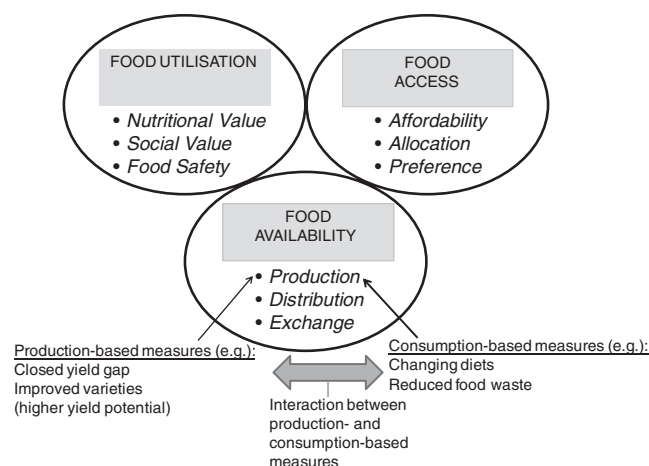 FOOD UTILISATION
• Nutritional Value
• Social Value
• Food Safety
FOOD
ACCESS
• Affordability
• Allocation
• Preference
FOOD
AVAILABILITY
• Production
• Distribution
• Exchange
Production-based measures (e.g.):
Closed yield gap
Improved varieties
(higher yield potential)
Consumption-based measures (e.g.):
Changing diets
Reduced food waste
Interaction between
production- and
consumption-based
measures